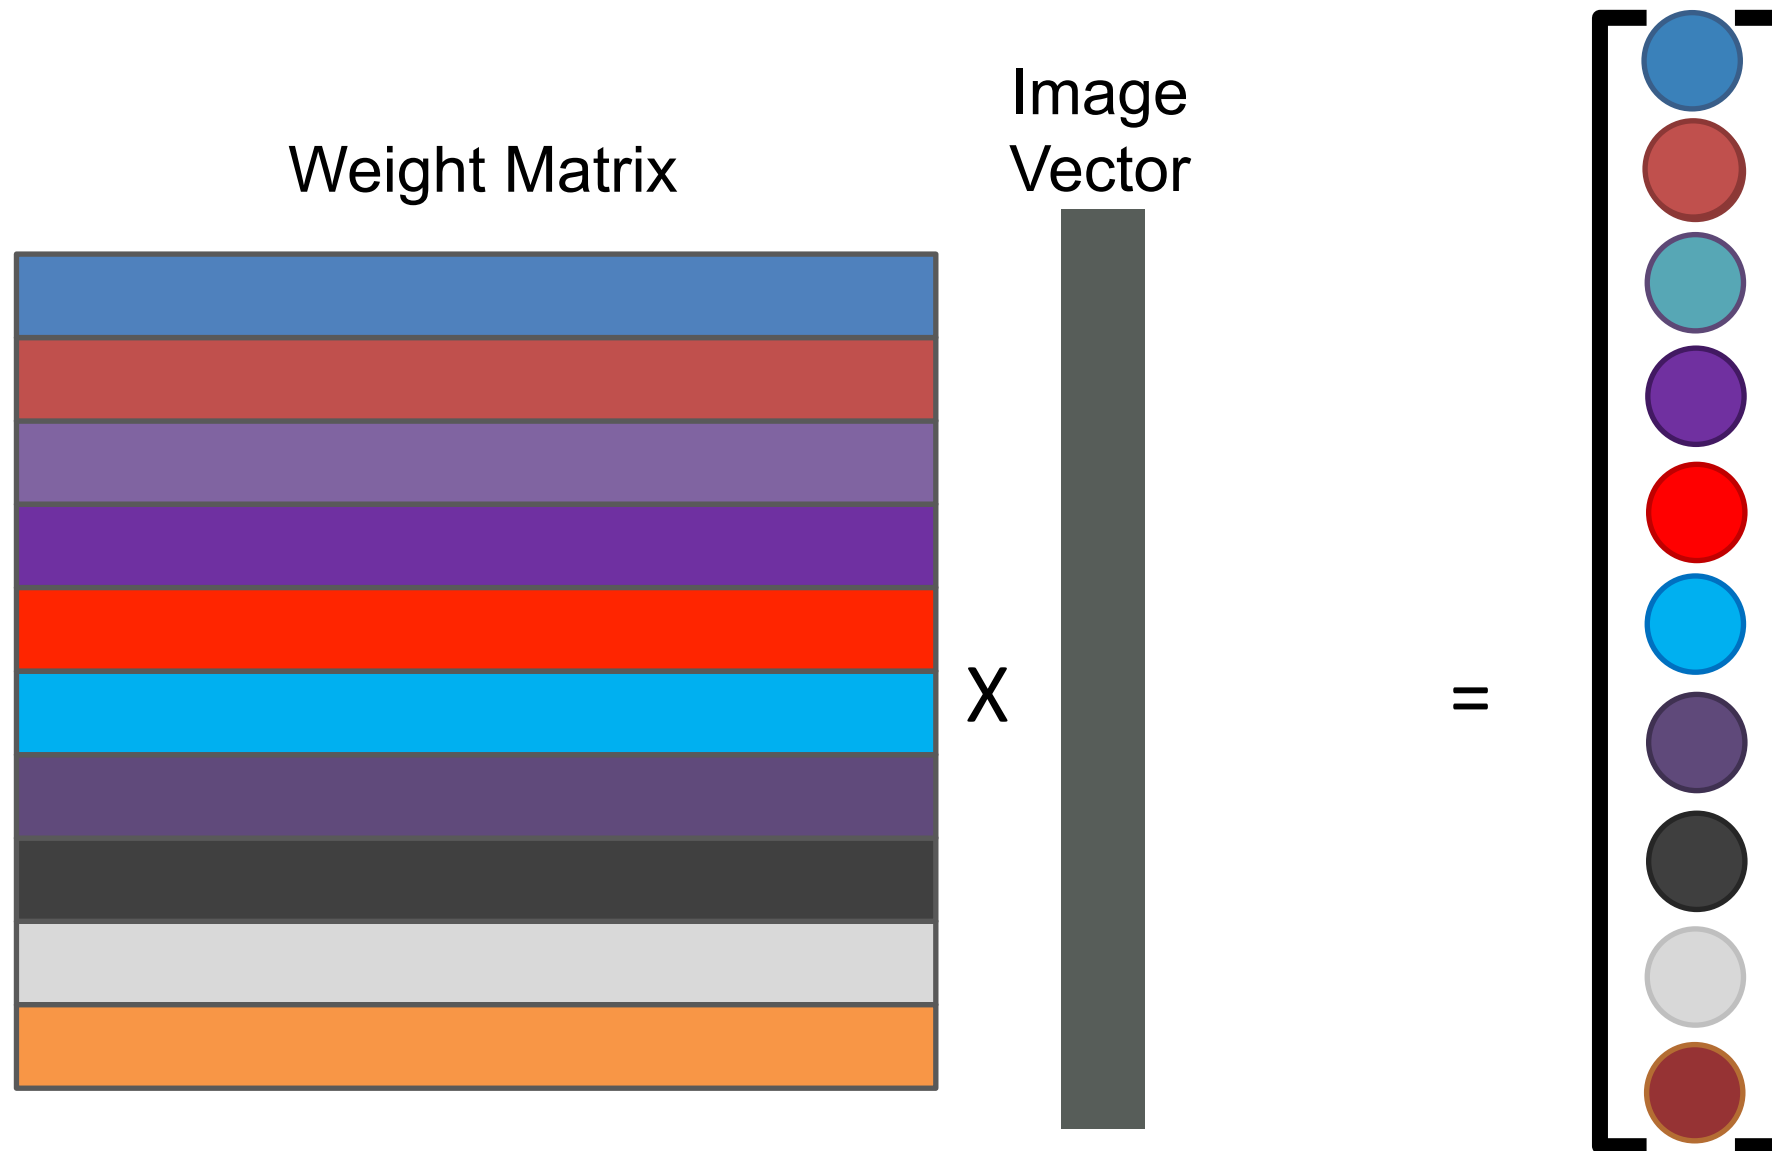 Weight Matrix
Image
Vector
X
=